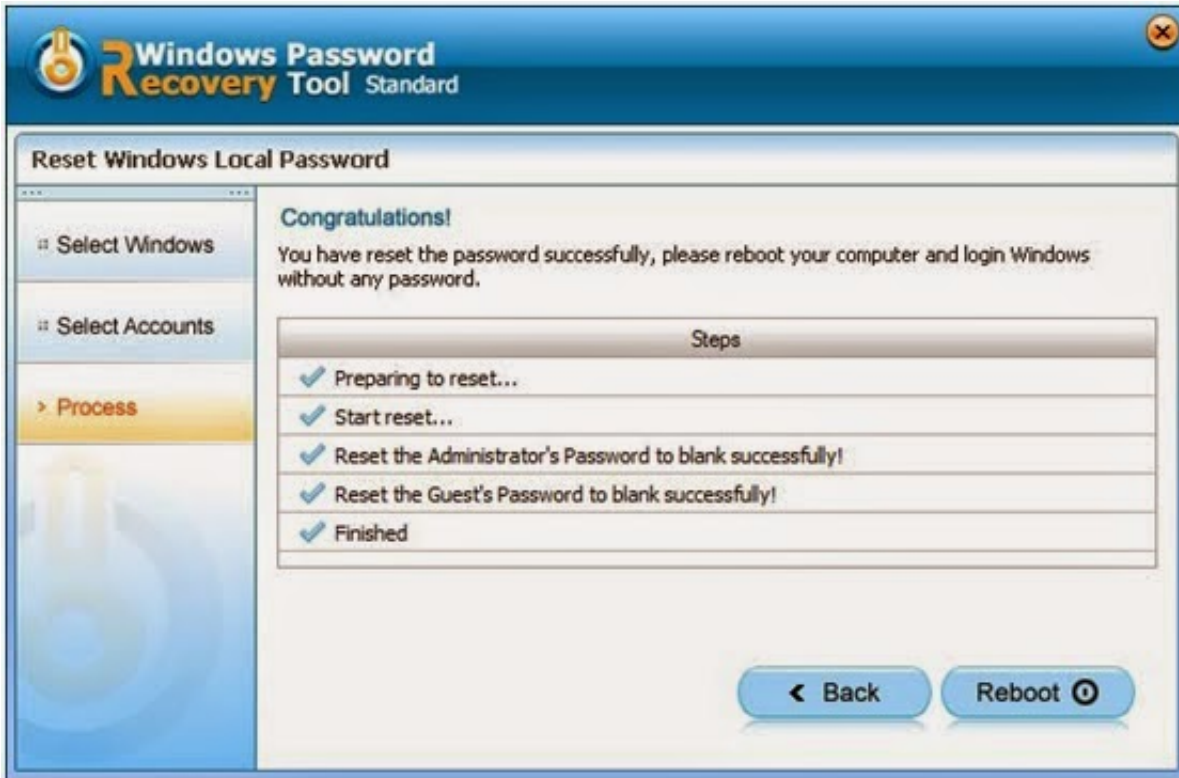 Windows Password
Recovery Tool Standard
Reset Windows Local Password
Select Windows
Select Accounts
Process
Congratulations!
You have reset the password successfully, please reboot your computer and login Windows
without any password.
Steps
Preparing to reset...
Start reset...
Reset the Administrator's Password to blank successfully!
Reset the Guest's Password to blank successfully!
Finished
Back
Reboot